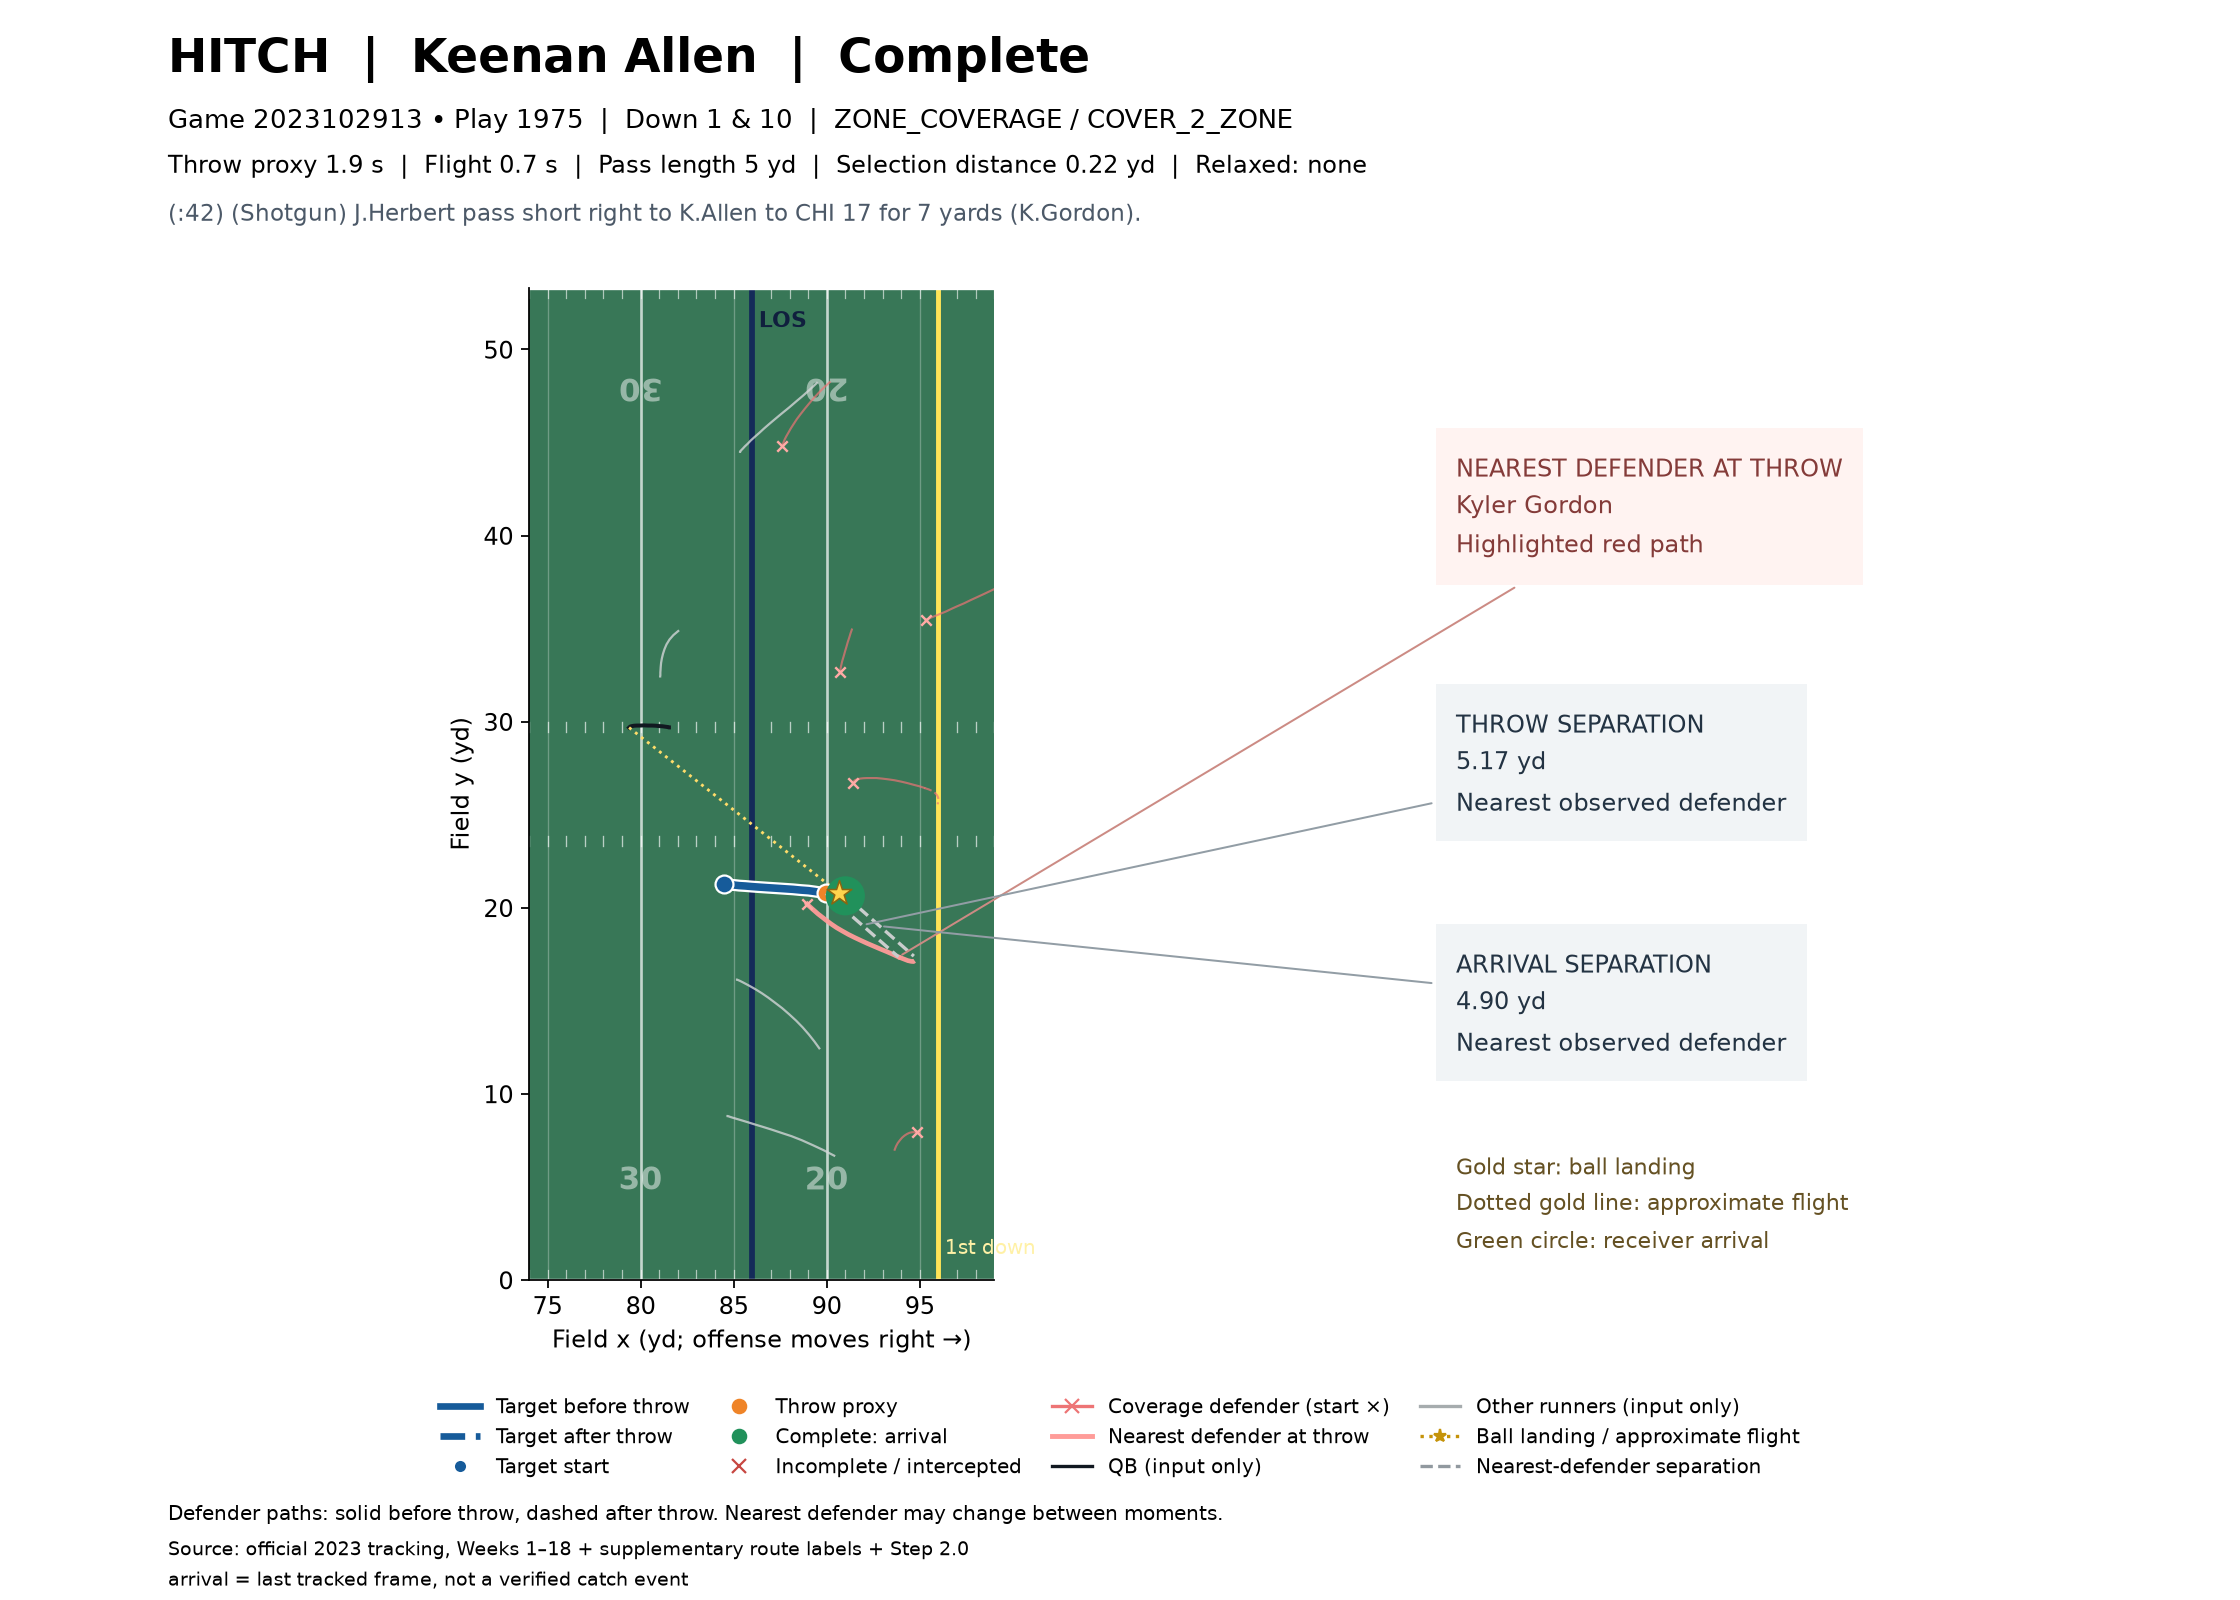 HITCH | Keenan Allen | Complete
Game 2023102913 • Play 1975 | Down 1 & 10 | ZONE_COVERAGE / COVER_2_ZONE
Throw proxy 1.9 s | Flight 0.7 s | Pass length 5 yd | Selection distance 0.22 yd | Relaxed: none
(:42) (Shotgun) J.Herbert pass short right to K.Allen to CHI 17 for 7 yards (K.Gordon).
LOS
50
30 20
40
30
20
10
0
Field y (yd)
30 20
1st down
75 80 85 90 95
Field x (yd; offense moves right →)
NEAREST DEFENDER AT THROW
Kyler Gordon
Highlighted red path
THROW SEPARATION
5.17 yd
Nearest observed defender
ARRIVAL SEPARATION
4.90 yd
Nearest observed defender
Gold star: ball landing
Dotted gold line: approximate flight
Green circle: receiver arrival
Target before throw
Target after throw
Target start
Throw proxy
Complete: arrival
Incomplete / intercepted
Coverage defender (start ×)
Nearest defender at throw
QB (input only)
Other runners (input only)
Ball landing / approximate flight
Nearest-defender separation
Defender paths: solid before throw, dashed after throw. Nearest defender may change between moments.
Source: official 2023 tracking, Weeks 1–18 + supplementary route labels + Step 2.0
arrival = last tracked frame, not a verified catch event